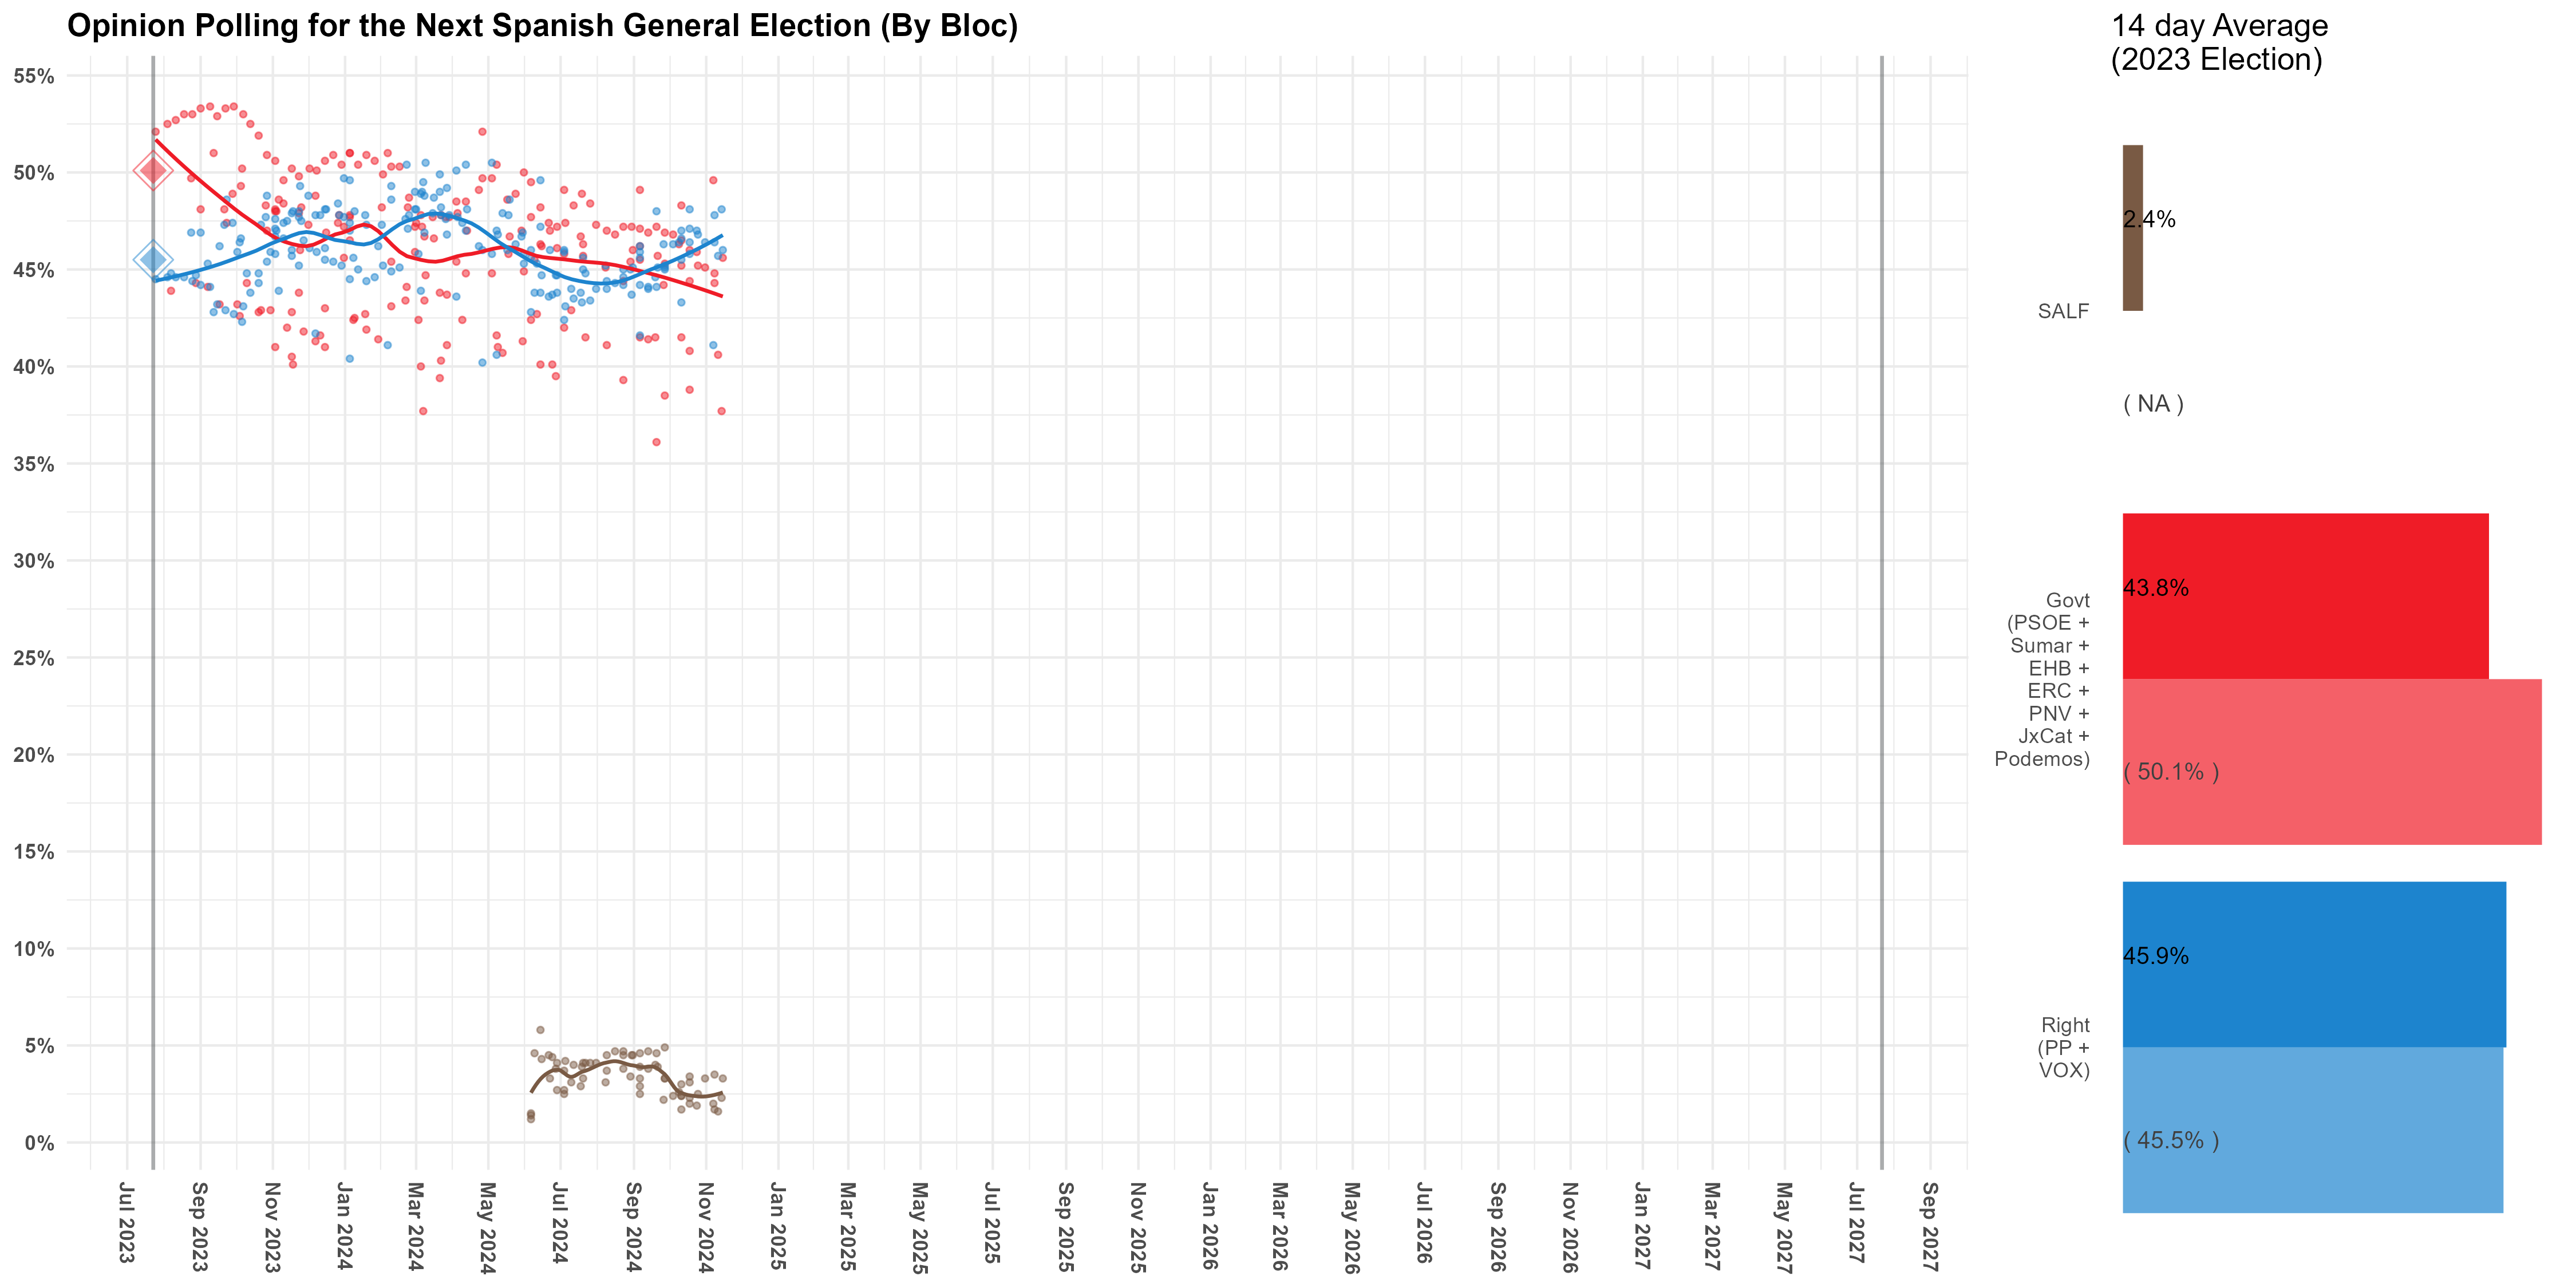 Opinion Polling for the Next Spanish General Election (By Bloc)
14 day Average
(2023 Election)
55%
50%
45%
40%
35%
30%
25%
20%
15%
10%
5%
0%
Jul 2023
Sep 2023
Nov 2023
Jan 2024
Mar 2024
May 2024
Jul 2024
Sep 2024
Nov 2024
Jan 2025
Mar 2025
May 2025
Jul 2025
Sep 2025
Nov 2025
Jan 2026
Mar 2026
May 2026
Jul 2026
Sep 2026
Nov 2026
Jan 2027
Mar 2027
May 2027
Jul 2027
Sep 2027
SALF
2.4%
( NA )
Govt
(PSOE +
Sumar +
EHB +
ERC +
PNV +
JxCat +
Podemos)
43.8%
( 50.1% )
Right
(PP +
VOX)
45.9%
( 45.5% )